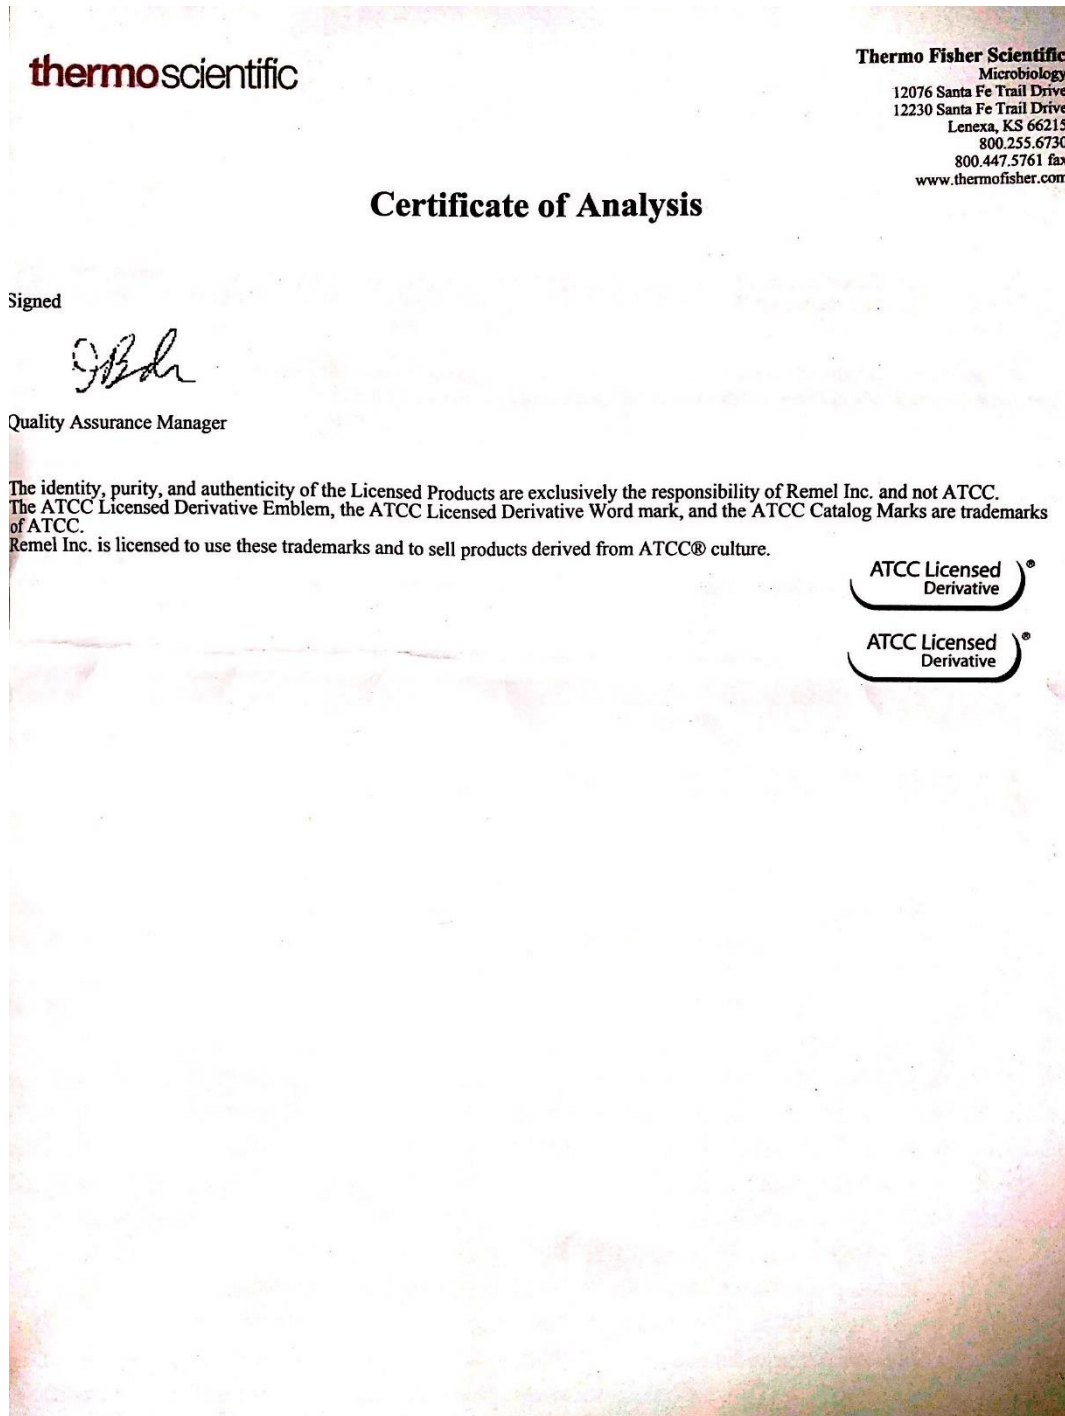 thermoscientific
Thermo Fisher Scientific
Microbiology
12076 Santa Fe Trail Drive
12230 Santa Fe Trail Drive
Lenexa, KS 66215
800.255.6730
800.447.5761 fax
www.thermofisher.com
Certificate of Analysis
Signed
Quality Assurance Manager
The identity, purity, and authenticity of the Licensed Products are exclusively the responsibility of Remel Inc. and not ATCC.
The ATCC Licensed Derivative Emblem, the ATCC Licensed Derivative Word mark, and the ATCC Catalog Marks are trademarks
of ATCC.
Remel Inc. is licensed to use these trademarks and to sell products derived from ATCC® culture.
ATCC Licensed ®
Derivative
ATCC Licensed ®
Derivative